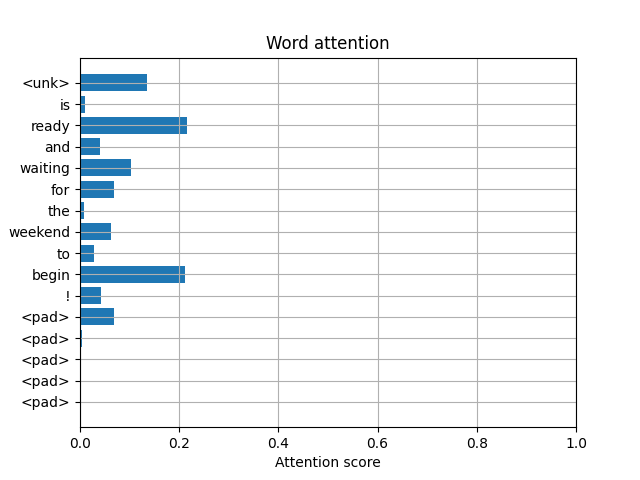 Word attention
<unk>
is
ready
and
waiting
for
the
weekend
to
begin
!
<pad>
<pad>
<pad>
<pad>
<pad>
0.0 0.2 0.4 0.6 0.8 1.0
Attention score